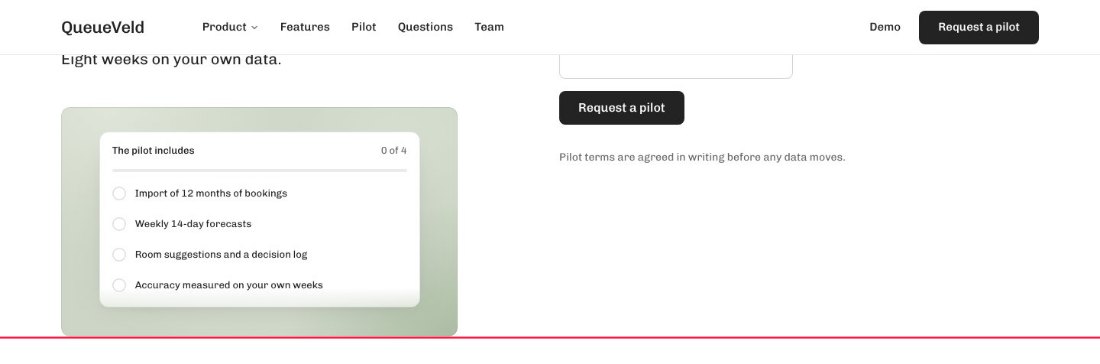 QueueVeld
Product
Features
Pilot
Questions
Team
Demo
Request a pilot
Eight weeks on your own data.
The pilot includes
0 of 4
Import of 12 months of bookings
Weekly 14-day forecasts
Room suggestions and a decision log
Accuracy measured on your own weeks
Request a pilot
Pilot terms are agreed in writing before any data moves.